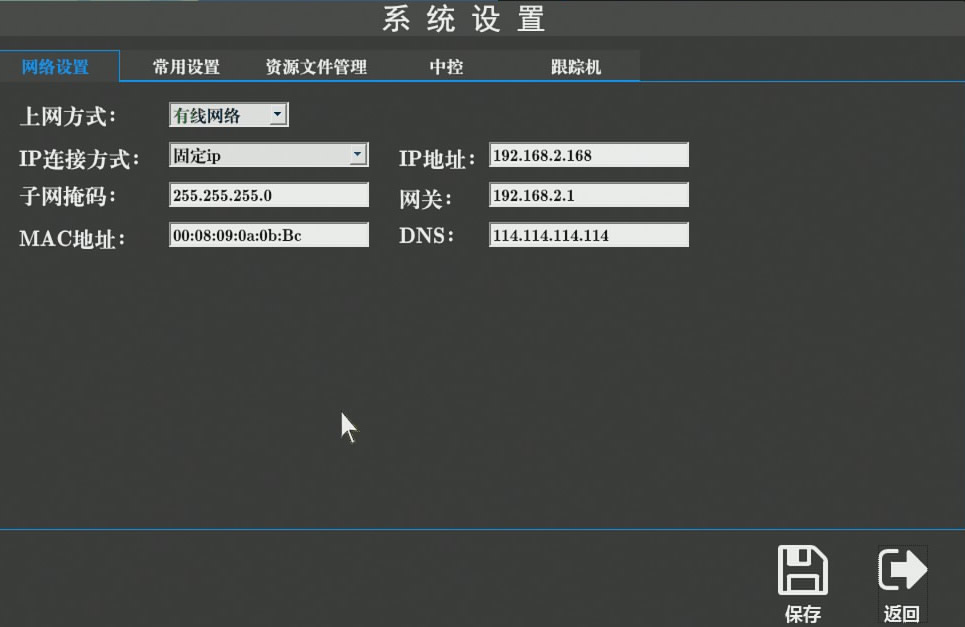 系统设置
网络设置 常用设置 资源文件管理 中控 跟踪机
上网方式： 有线网络
IP连接方式： 固定ip IP地址： 192.168.2.168
子网掩码： 255.255.255.0 网关： 192.168.2.1
MAC地址： 00:08:09:0a:0b:Bc DNS： 114.114.114.114
保存 返回